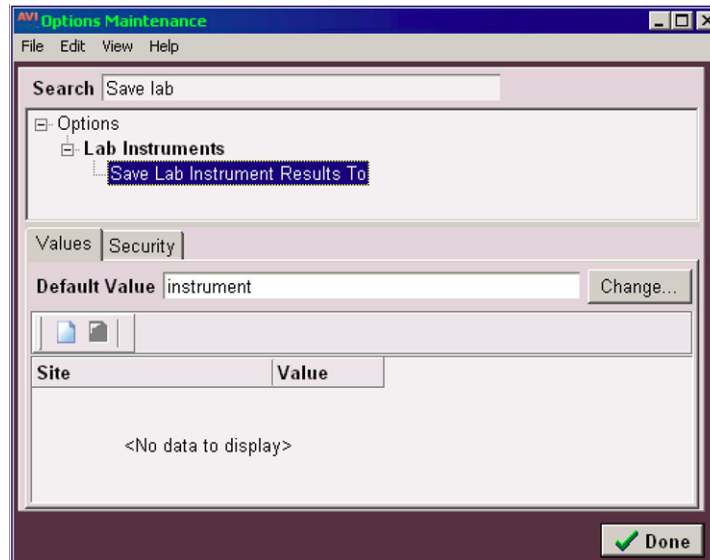 AVI Options Maintenance
File Edit View Help
Search Save lab
Options
Lab Instruments
Save Lab Instrument Results To
Values Security
Default Value instrument Change...
Site Value
<No data to display>
Done